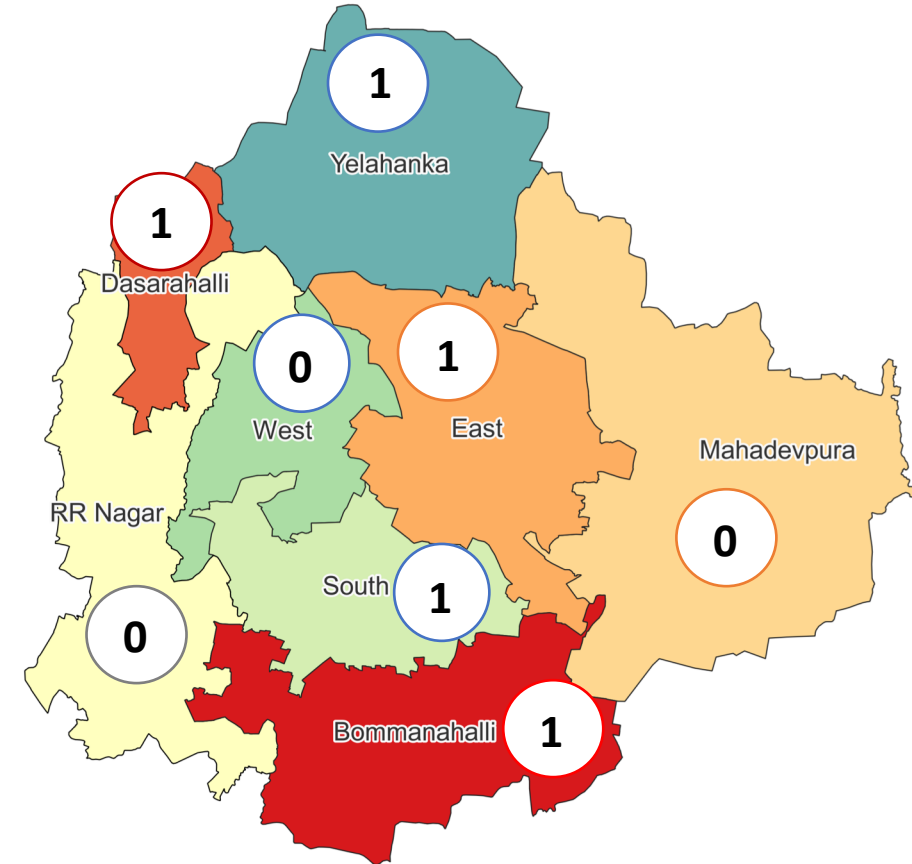 1
Yelahanka
1
Dasarahalli
0
1
West
East
Mahadevpura
RR Nagar
0
South
1
0
Bommanahalli
1